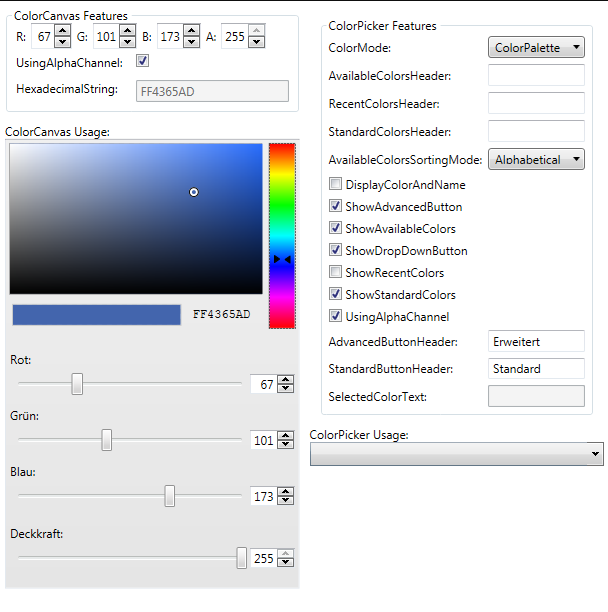 ColorCanvas Features
R: 67 G: 101 B: 173 A: 255
UsingAlphaChannel:
HexadecimalString: FF4365AD
ColorCanvas Usage:
FF4365AD
Rot:
67
Grün:
101
Blau:
173
Deckkraft:
255
ColorPicker Features
ColorMode: ColorPalette
AvailableColorsHeader:
RecentColorsHeader:
StandardColorsHeader:
AvailableColorsSortingMode: Alphabetical
DisplayColorAndName
ShowAdvancedButton
ShowAvailableColors
ShowDropDownButton
ShowRecentColors
ShowStandardColors
UsingAlphaChannel
AdvancedButtonHeader: Erweitert
StandardButtonHeader: Standard
SelectedColorText:
ColorPicker Usage: